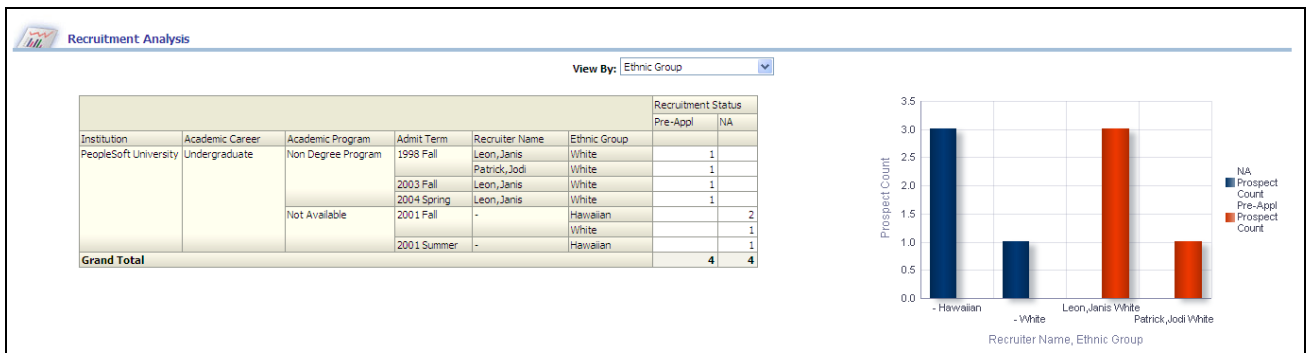 Recruitment Analysis
View By: Ethnic Group
Recruitment Status
Pre-Appl NA
Institution Academic Career Academic Program Admit Term Recruiter Name Ethnic Group
PeopleSoft University Undergraduate Non Degree Program 1998 Fall Leon,Janis White 1
Patrick,Jodi White 1
2003 Fall Leon,Janis White 1
2004 Spring Leon,Janis White 1
Not Available 2001 Fall - Hawaiian 2
White 1
2001 Summer - Hawaiian 1
Grand Total 4 4
3.5
3.0
2.5
2.0
1.5
1.0
0.5
0.0
Prospect Count
- Hawaiian
- White
Leon,Janis White
Patrick,Jodi White
Recruiter Name, Ethnic Group
NA
Prospect
Count
Pre-Appl
Prospect
Count